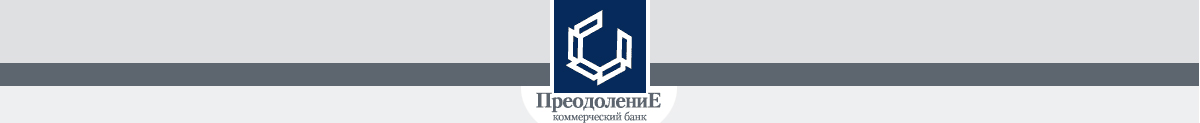 ПреодолениЕ
коммерческий банк